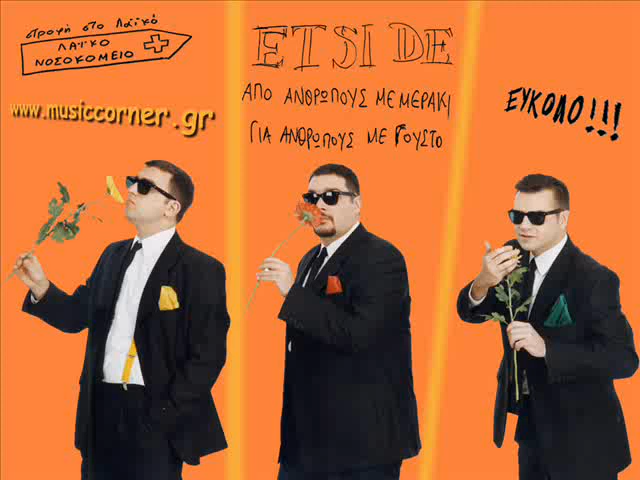 στροφή στο λαϊκό
ΛΑΪΚΟ
ΝΟΣΟΚΟΜΕΙΟ
www.musiccorner.gr
ETSI DE
ΑΠΟ ΑΝΘΡΩΠΟΥΣ ΜΕ ΜΕΡΑΚΙ
ΓΙΑ ΑΝΘΡΩΠΟΥΣ ΜΕ ΓΟΥΣΤΟ
ΕΥΚΟΛΟ!!!